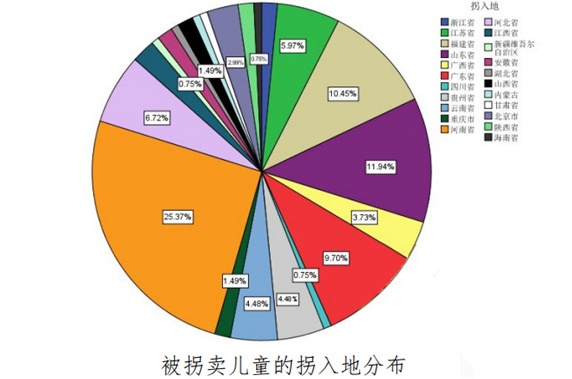 拐入地
浙江省
江苏省
福建省
山东省
广西省
广东省
四川省
贵州省
云南省
重庆市
河南省
河北省
江西省
新疆维吾尔
自治区
安徽省
湖北省
山西省
内蒙古
甘肃省
北京市
陕西省
海南省
5.97%
10.45%
11.94%
3.73%
9.70%
0.75%
4.48%
4.48%
1.49%
25.37%
6.72%
0.75%
1.49%
2.99%
0.75%
被拐卖儿童的拐入地分布